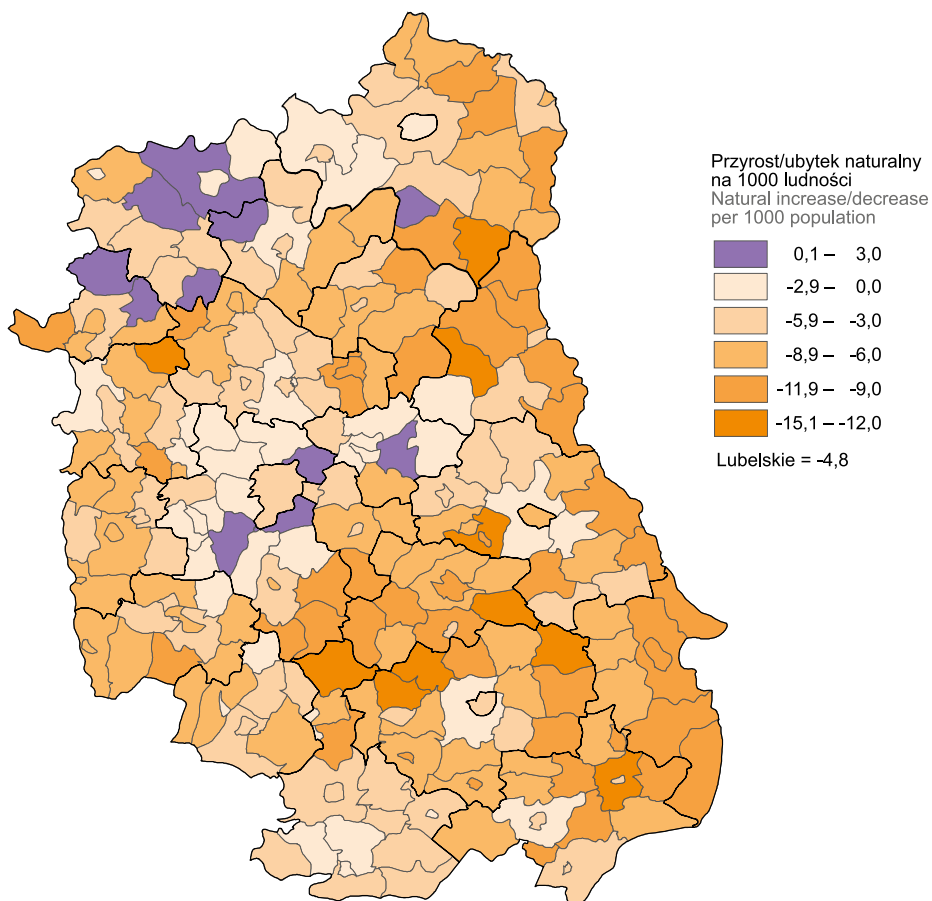 Przyrost/ubytek naturalny
na 1000 ludności
Natural increase/decrease
per 1000 population
0,1 – 3,0
-2,9 – 0,0
-5,9 – -3,0
-8,9 – -6,0
-11,9 – -9,0
-15,1 – -12,0
Lubelskie = -4,8